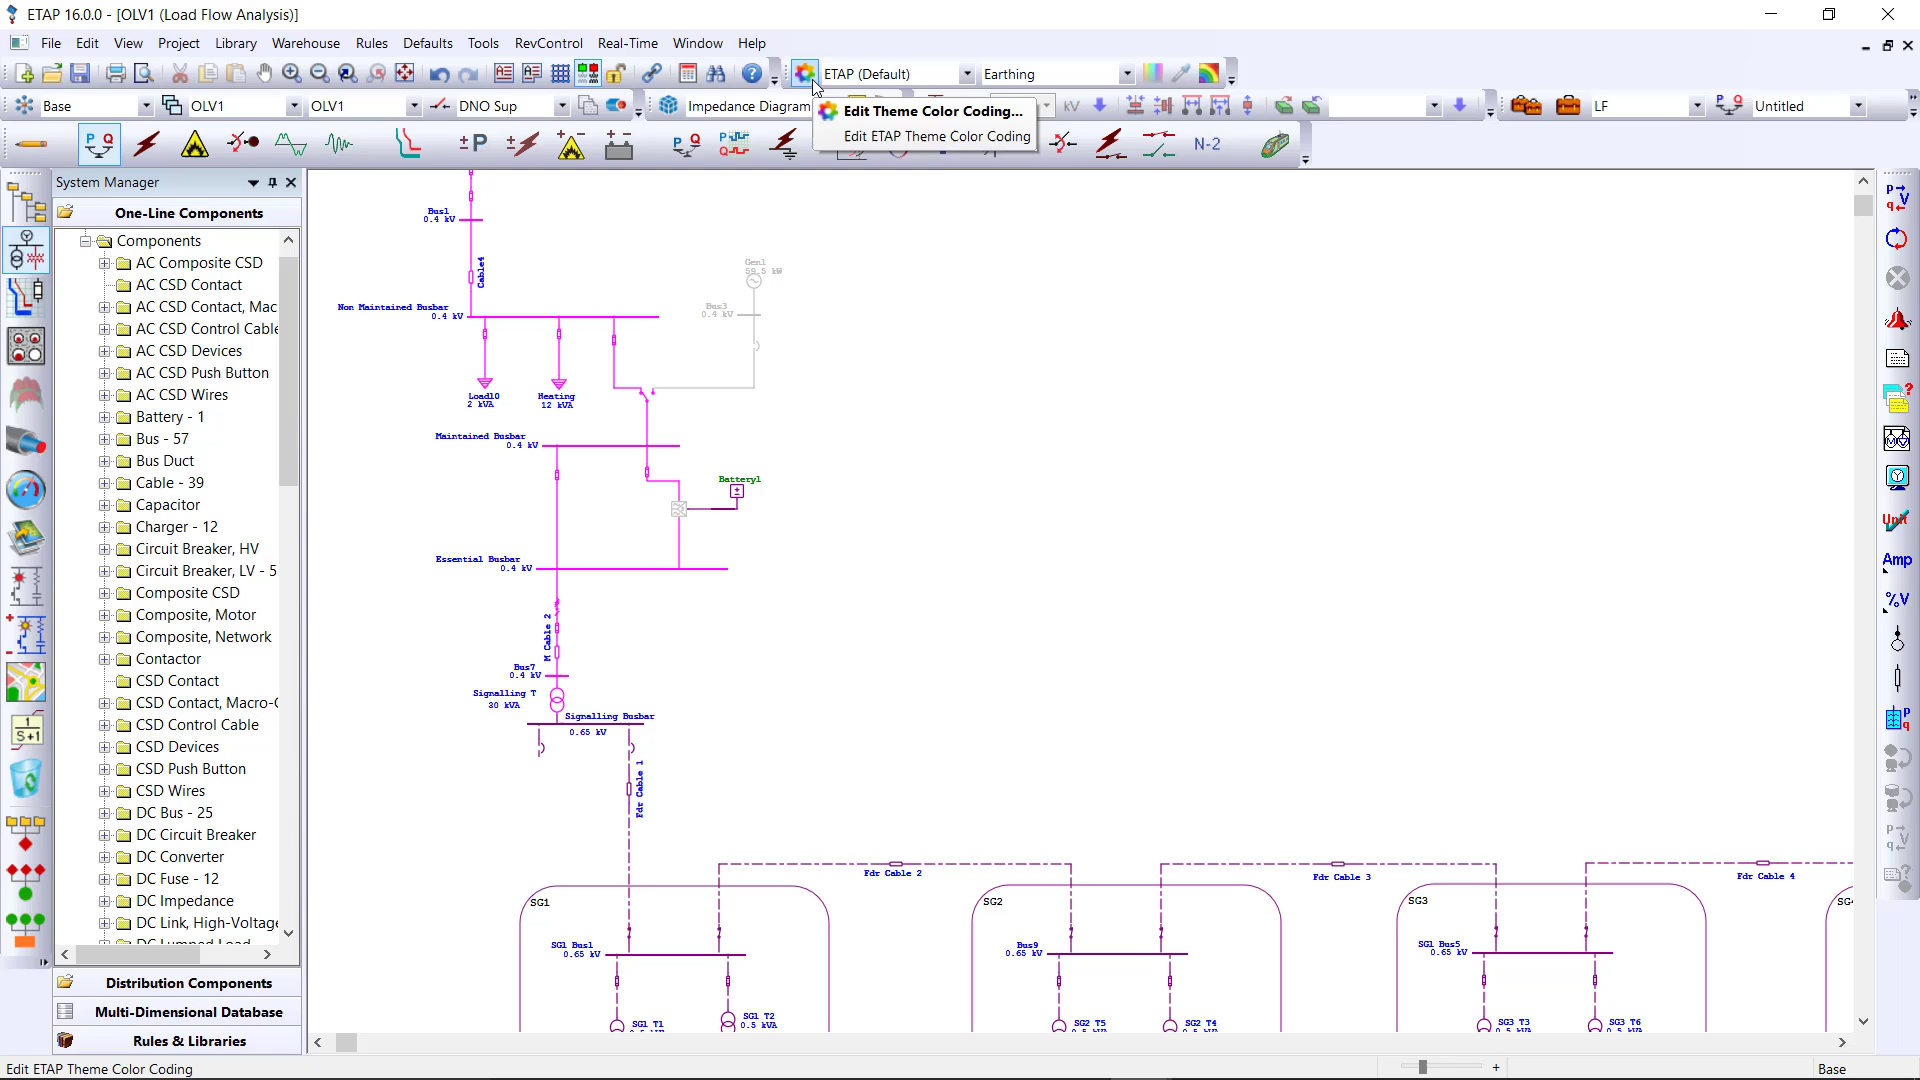 ETAP 16.0.0 - [OLV1 (Load Flow Analysis)]
File Edit View Project Library Warehouse Rules Defaults Tools RevControl Real-Time Window Help
ETAP (Default) Earthing
Base OLV1 OLV1 DNO Sup Impedance Diagram kV LF Untitled
Edit Theme Color Coding...
Edit ETAP Theme Color Coding
P Q
±P
P Q
N-2
System Manager
One-Line Components
Components
AC Composite CSD
AC CSD Contact
AC CSD Contact, Mac
AC CSD Control Cable
AC CSD Devices
AC CSD Push Button
AC CSD Wires
Battery - 1
Bus - 57
Bus Duct
Cable - 39
Capacitor
Charger - 12
Circuit Breaker, HV
Circuit Breaker, LV - 5
Composite CSD
Composite, Motor
Composite, Network
Contactor
CSD Contact
CSD Contact, Macro-C
CSD Control Cable
CSD Devices
CSD Push Button
CSD Wires
DC Bus - 25
DC Circuit Breaker
DC Converter
DC Fuse - 12
DC Impedance
DC Link, High-Voltage
DC Lumped Load
Distribution Components
Multi-Dimensional Database
Rules & Libraries
Bus1
0.4 kV
Cable4
Gen1
59.5 kW
Bus3
0.4 kV
Non Maintained Busbar
0.4 kV
Load10
2 kVA
Heating
12 kVA
Maintained Busbar
0.4 kV
Battery1
Essential Busbar
0.4 kV
M Cable 2
Bus7
0.4 kV
Signalling T
30 kVA
Signalling Busbar
0.65 kV
Fdr Cable 1
Fdr Cable 2
Fdr Cable 3
Fdr Cable 4
SG1
SG2
SG3
SG4
SG1 Bus1
0.65 kV
Bus9
0.65 kV
SG1 Bus5
0.65 kV
SG1 T1
SG1 T2
0.5 kVA
SG2 T5
SG2 T4
SG3 T3
SG3 T6
Unit
Amp
%V
1
S+1
Edit ETAP Theme Color Coding
Base